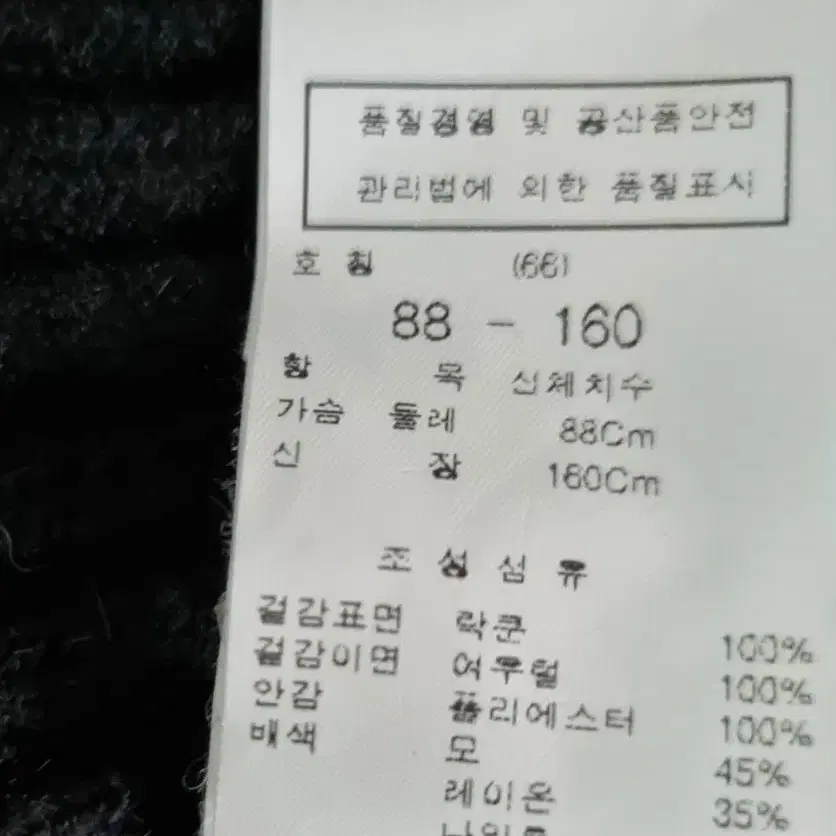 품질경영 및 공산품안전
관리법에 의한 품질표시
호 칭 (66)
88 - 160
항 목 신체치수
가슴 둘레 88Cm
신 장 160Cm
조 성 섬 유
겉감표면 락쿤 100%
겉감이면 여우털 100%
안감 폴리에스터 100%
배색 모 45%
레이온 35%